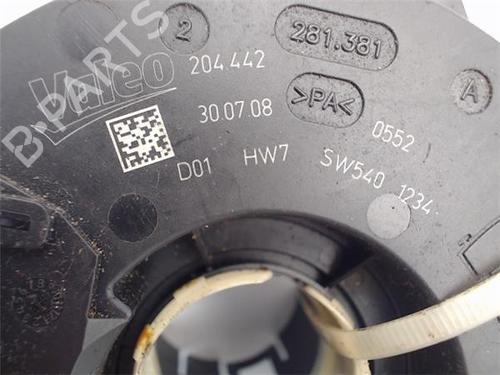 2
281.381
Valeo
204.442
A
30.07.08
>PA<
0552
D01 HW7 SW540 1234
B-PARTS